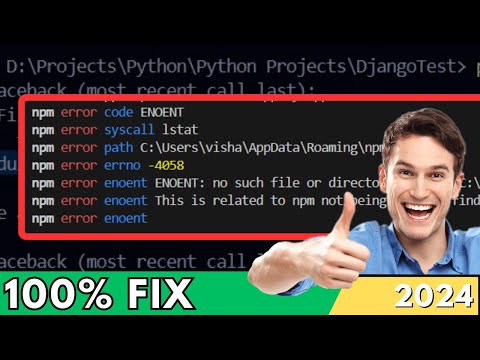 D:\Projects\Python\Python Projects\DjangoTest> p
aceback (most recent call last):
Fi
npm error code ENOENT
npm error syscall lstat
npm error path C:\Users\visha\AppData\Roaming\npm
npm error errno -4058
du
npm error enoent ENOENT: no such file or directo :\
npm error enoent This is related to npm not being find
e
npm error enoent
aceback (most recent call l
100% FIX
2024